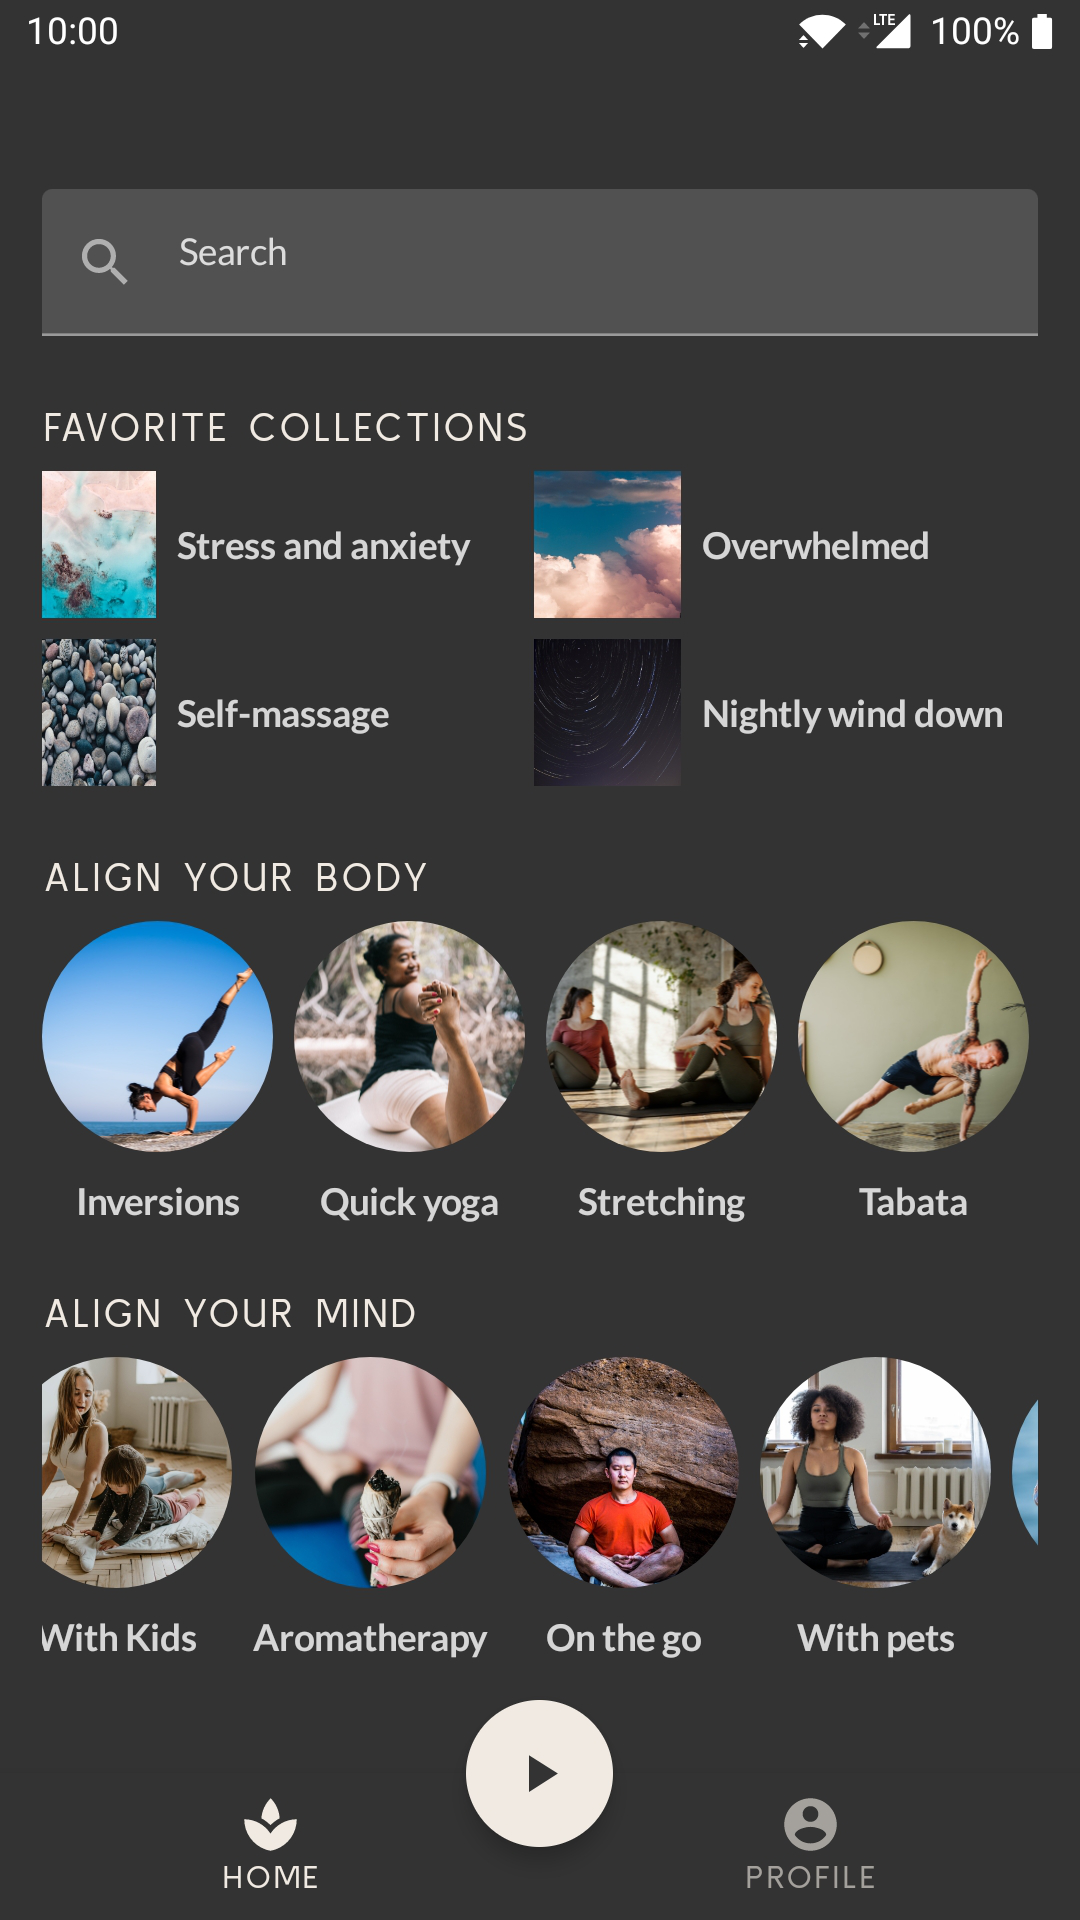 10:00
LTE 100%
Search
FAVORITE COLLECTIONS
Stress and anxiety
Overwhelmed
Self-massage
Nightly wind down
ALIGN YOUR BODY
Inversions
Quick yoga
Stretching
Tabata
ALIGN YOUR MIND
With Kids
Aromatherapy
On the go
With pets
HOME
PROFILE